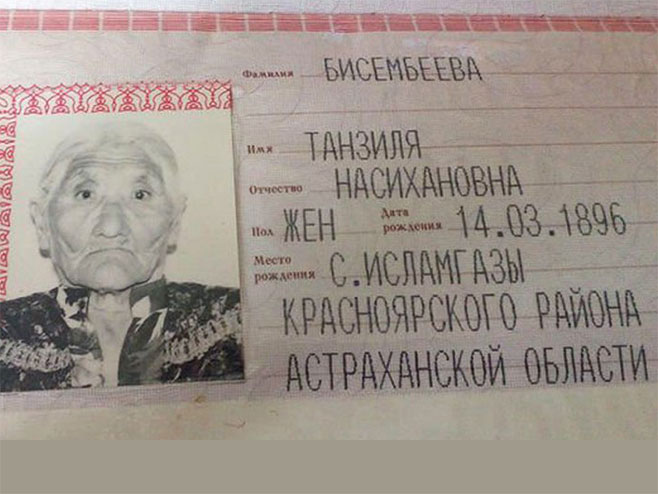 Фамилия БИСЕМБЕЕВА
Имя ТАНЗИЛЯ
Отчество НАСИХАНОВНА
Пол ЖЕН Дата рождения 14.03.1896
Место рождения С.ИСЛАМГАЗЫ
КРАСНОЯРСКОГО РАЙОНА
АСТРАХАНСКОЙ ОБЛАСТИ